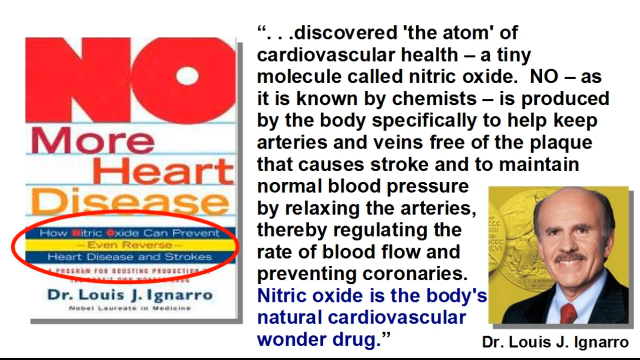 NO
More
Heart
Disease
How Nitric Oxide Can Prevent
—Even Reverse—
Heart Disease and Strokes
A PROGRAM FOR BOOSTING PRODUCTION OF
Dr. Louis J. Ignarro
Nobel Laureate in Medicine
“. . .discovered 'the atom' of
cardiovascular health – a tiny
molecule called nitric oxide.  NO – as
it is known by chemists – is produced
by the body specifically to help keep
arteries and veins free of the plaque
that causes stroke and to maintain
normal blood pressure
by relaxing the arteries,
thereby regulating the
rate of blood flow and
preventing coronaries.
Nitric oxide is the body's
natural cardiovascular
wonder drug.”
Dr. Louis J. Ignarro